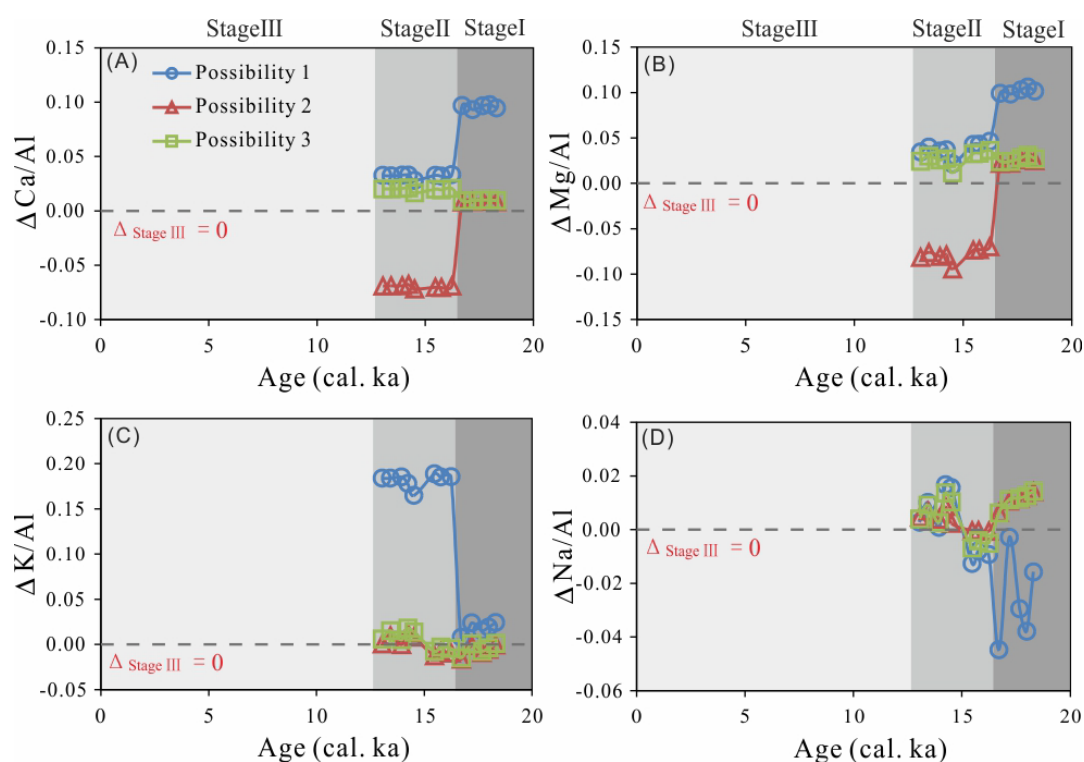 StageIII StageII StageI
StageIII StageII StageI
(A)
Possibility 1
Possibility 2
Possibility 3
Δ Stage III = 0
0.15
0.10
0.05
0.00
-0.05
-0.10
ΔCa/Al
0 5 10 15 20
Age (cal. ka)
(B)
Δ Stage III = 0
0.15
0.10
0.05
0.00
-0.05
-0.10
-0.15
ΔMg/Al
0 5 10 15 20
Age (cal. ka)
(C)
Δ Stage III = 0
0.25
0.20
0.15
0.10
0.05
0.00
-0.05
ΔK/Al
0 5 10 15 20
Age (cal. ka)
(D)
Δ Stage III = 0
0.04
0.02
0.00
-0.02
-0.04
-0.06
ΔNa/Al
0 5 10 15 20
Age (cal. ka)